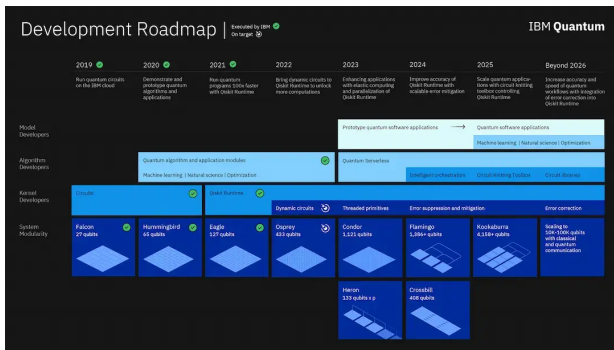 Development Roadmap
Executed by IBM
On target
IBM Quantum
2019
2020
2021
2022
2023
2024
2025
Beyond 2026
Run quantum circuits
on the IBM cloud
Demonstrate and
prototype quantum
algorithms and
applications
Run quantum
programs 100x faster
with Qiskit Runtime
Bring dynamic circuits to
Qiskit Runtime to unlock
more computations
Enhancing applications
with elastic computing
and parallelization of
Qiskit Runtime
Improve accuracy of
Qiskit Runtime with
scalable error mitigation
Scale quantum applica-
tions with circuit knitting
toolbox controlling
Qiskit Runtime
Increase accuracy and
speed of quantum
workflows with integration
of error correction into
Qiskit Runtime
Model
Developers
Prototype quantum software applications
Quantum software applications
Machine learning | Natural science | Optimization
Algorithm
Developers
Quantum algorithm and application modules
Machine learning | Natural science | Optimization
Quantum Serverless
Intelligent orchestration
Circuit Knitting Toolbox
Circuit libraries
Kernel
Developers
Circuits
Qiskit Runtime
Dynamic circuits
Threaded primitives
Error suppression and mitigation
Error correction
System
Modularity
Falcon
27 qubits
Hummingbird
65 qubits
Eagle
127 qubits
Osprey
433 qubits
Condor
1,121 qubits
Flamingo
1,386+ qubits
Kookaburra
4,158+ qubits
Scaling to
10K-100K qubits
with classical
and quantum
communication
Heron
133 qubits x p
Crossbill
408 qubits